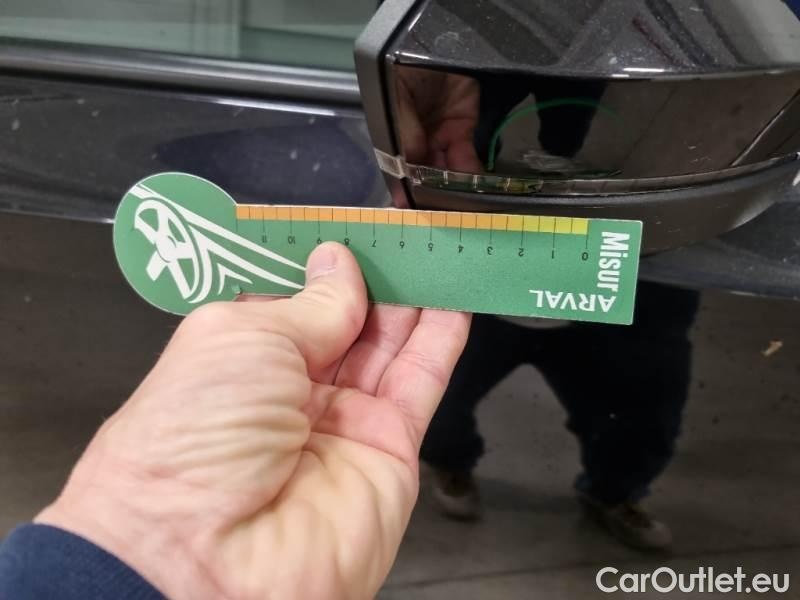 11 10 9 8 7 6 5 4 3 2 1 0
Misur
ARVAL
CarOutlet.eu